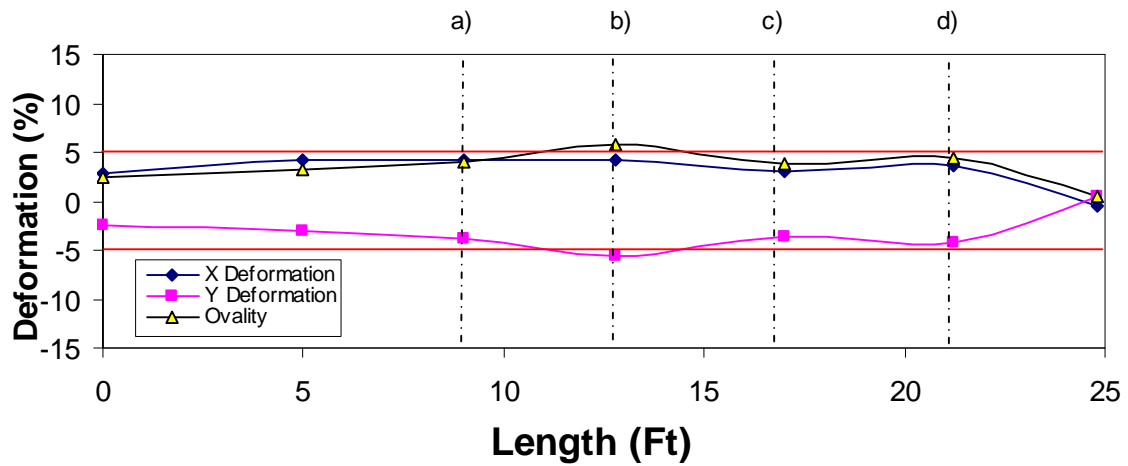 a) b) c) d)
15
10
5
0
-5
-10
-15
Deformation (%)
X Deformation
Y Deformation
Ovality
0 5 10 15 20 25
Length (Ft)